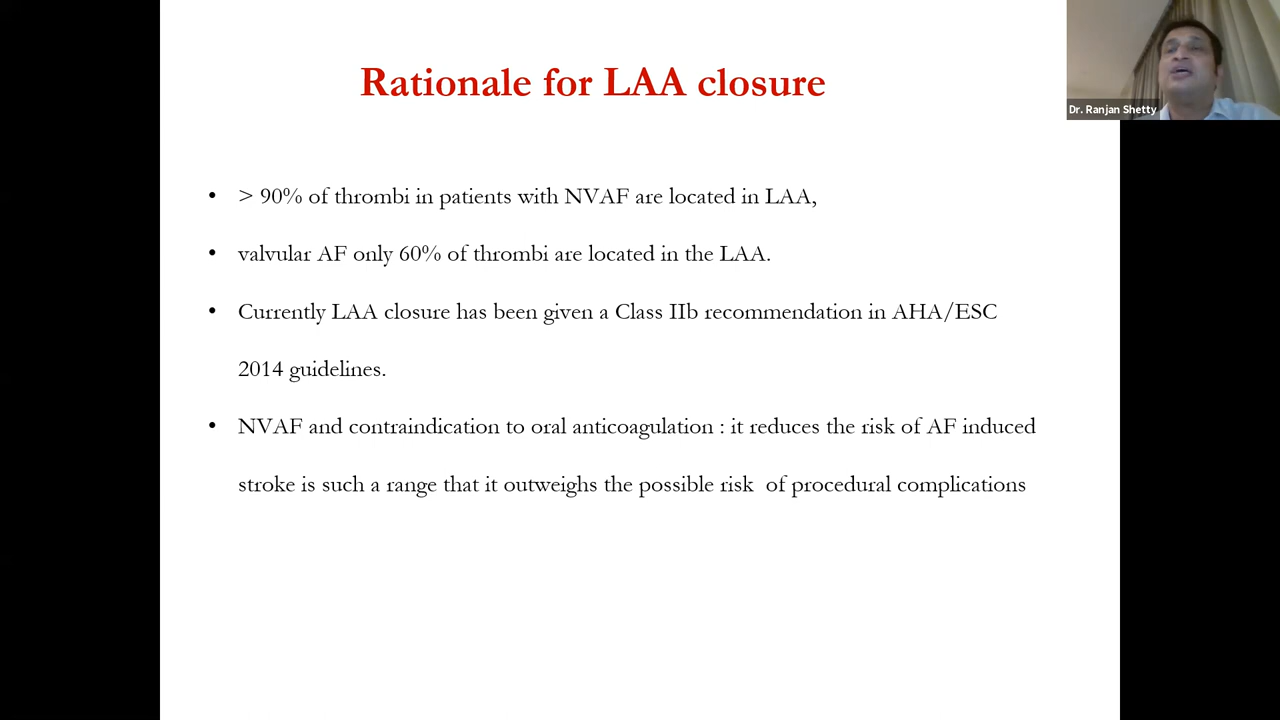 Rationale for LAA closure
Dr. Ranjan Shetty
• > 90% of thrombi in patients with NVAF are located in LAA,
• valvular AF only 60% of thrombi are located in the LAA.
• Currently LAA closure has been given a Class IIb recommendation in AHA/ESC
2014 guidelines.
• NVAF and contraindication to oral anticoagulation : it reduces the risk of AF induced
stroke is such a range that it outweighs the possible risk  of procedural complications